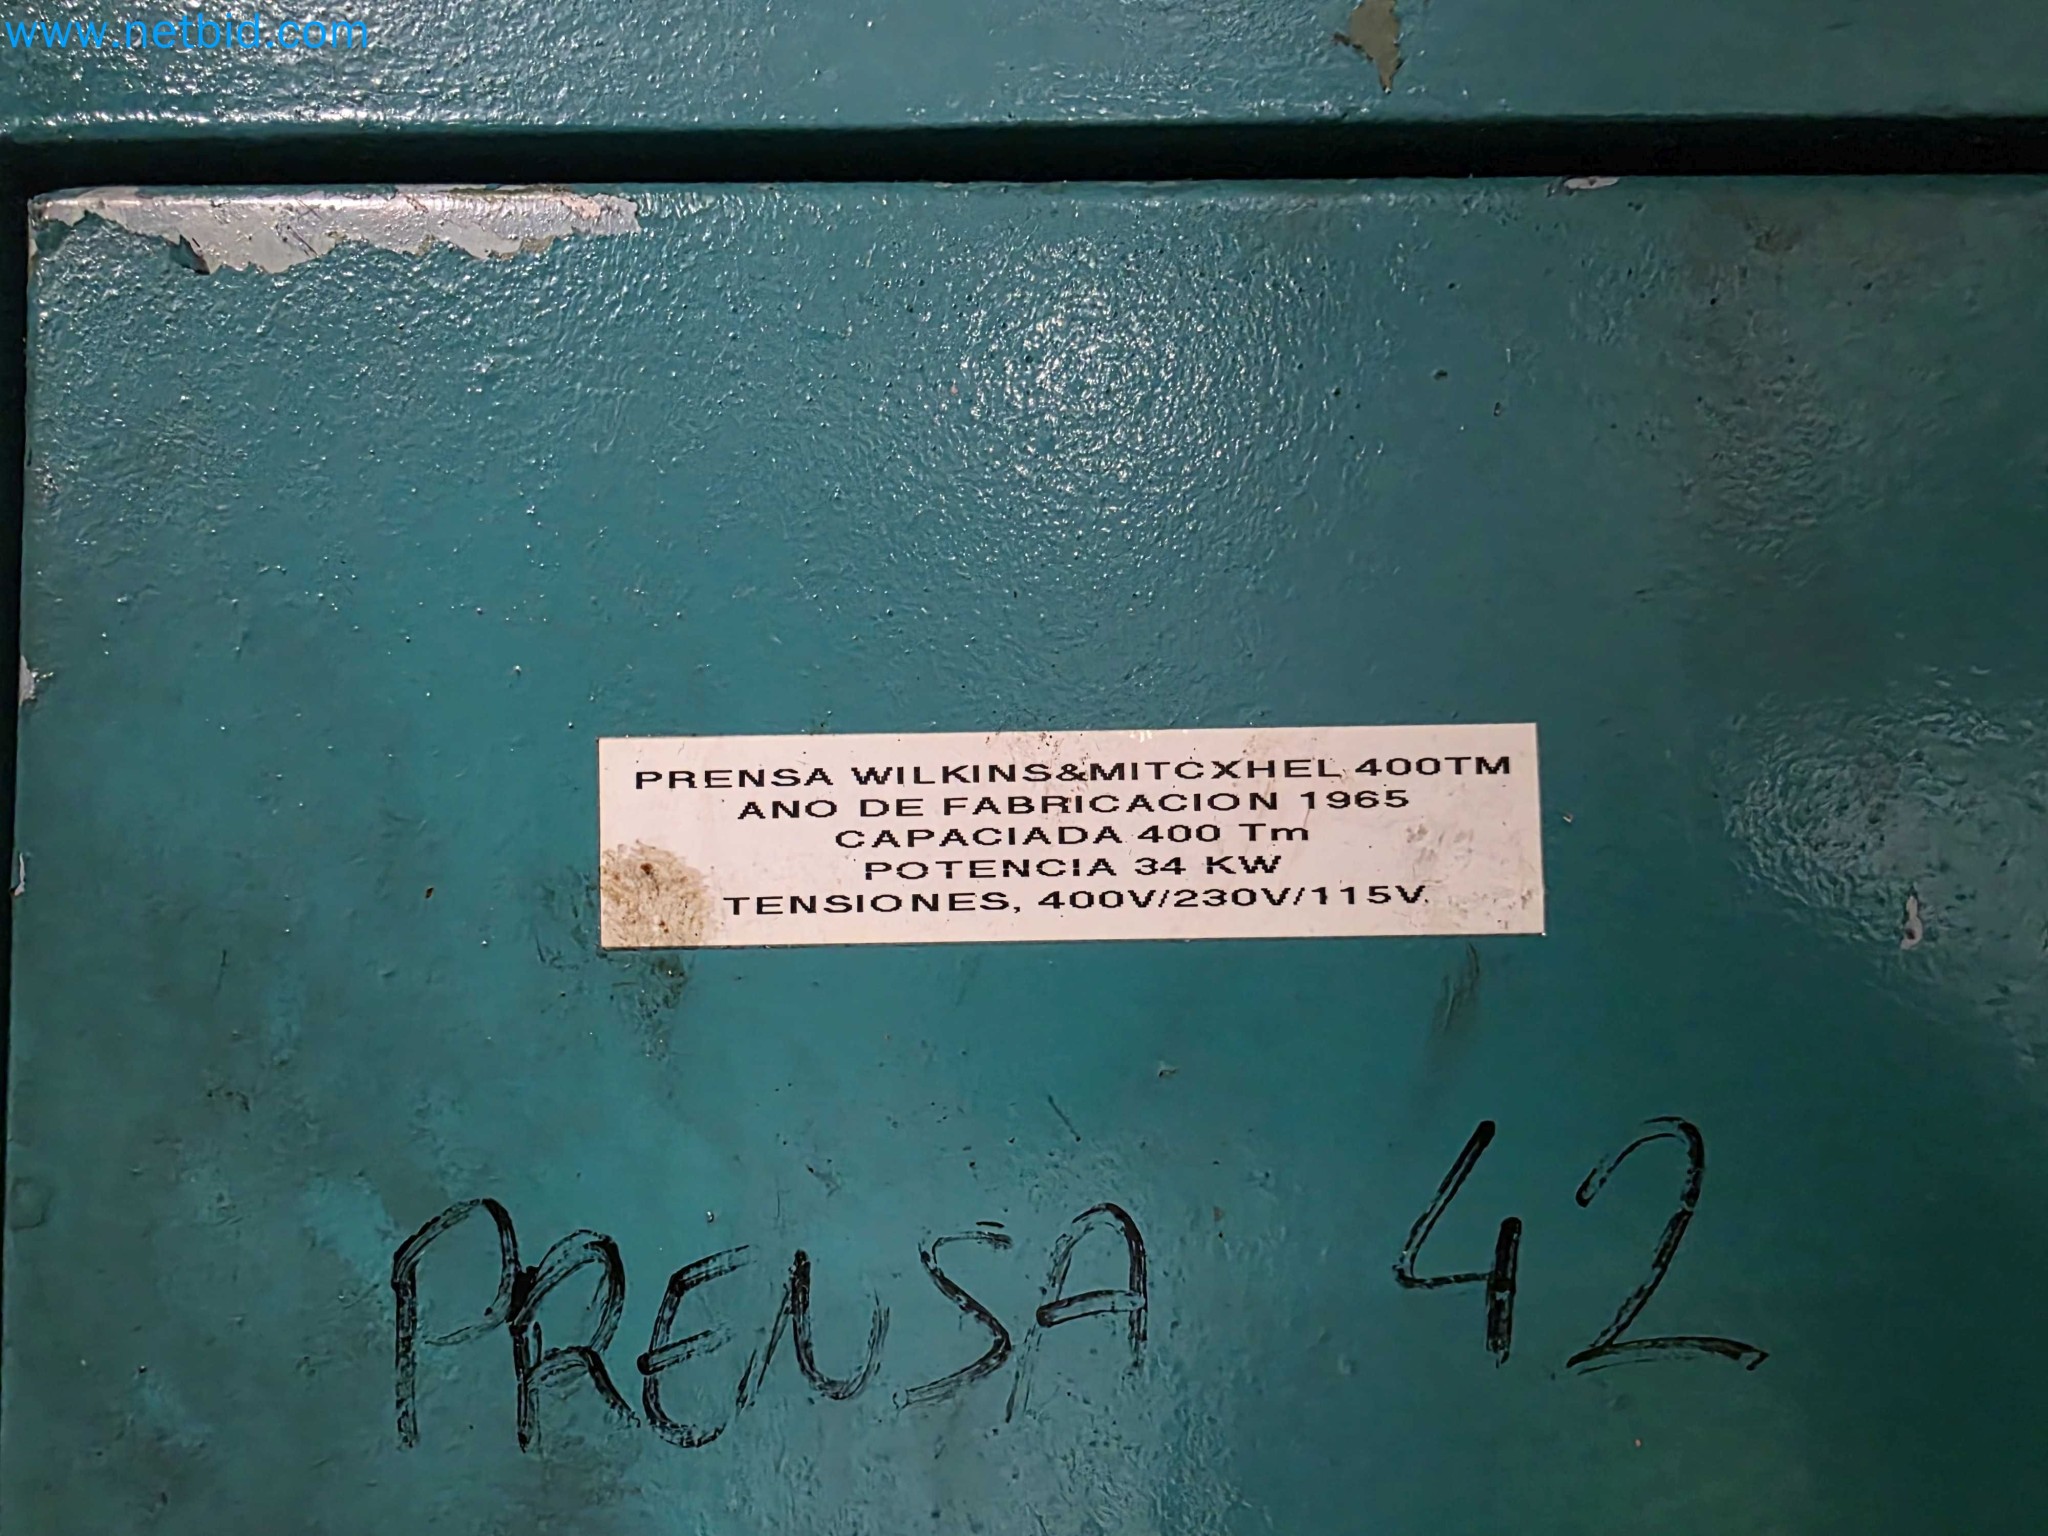 www.netbid.com
PRENSA WILKINS&MITCXHEL 400TM
ANO DE FABRICACION 1965
CAPACIADA 400 Tm
POTENCIA 34 KW
TENSIONES, 400V/230V/115V.
PRENSA 42